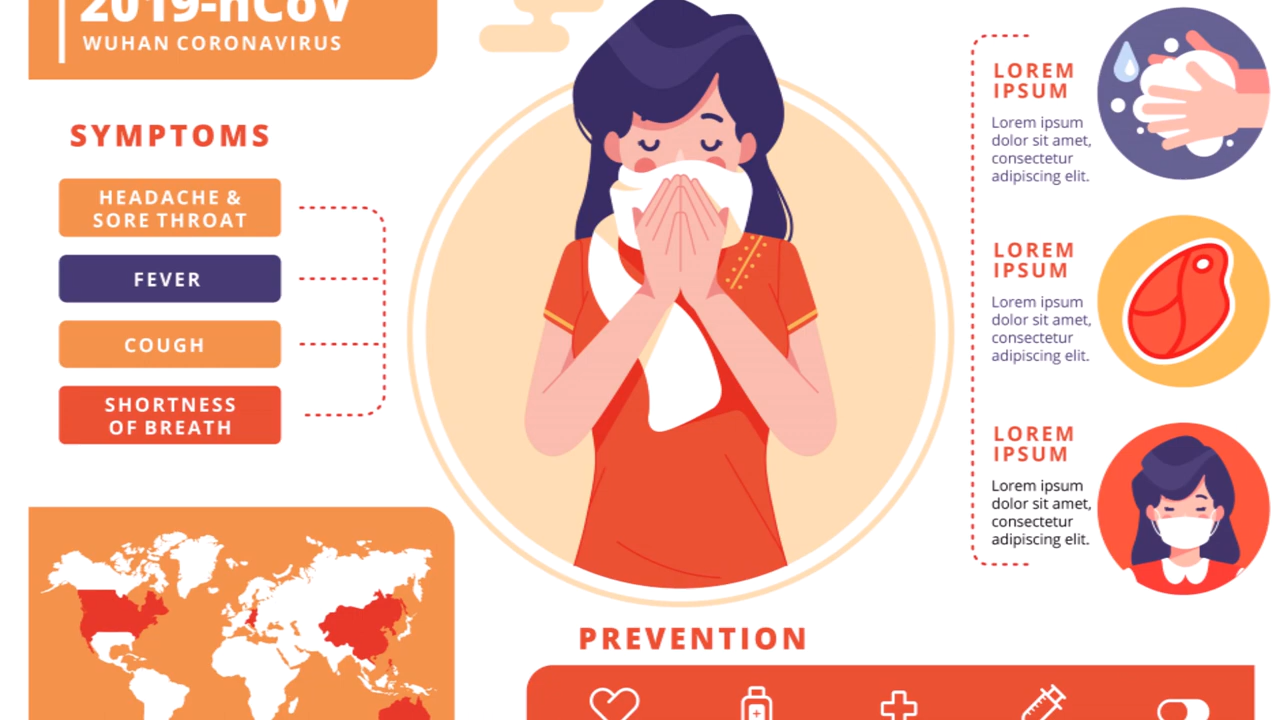 2019-nCoV
WUHAN CORONAVIRUS
SYMPTOMS
HEADACHE &
SORE THROAT
FEVER
COUGH
SHORTNESS
OF BREATH
LOREM
IPSUM
Lorem ipsum
dolor sit amet,
consectetur
adipiscing elit.
LOREM
IPSUM
Lorem ipsum
dolor sit amet,
consectetur
adipiscing elit.
LOREM
IPSUM
Lorem ipsum
dolor sit amet,
consectetur
adipiscing elit.
PREVENTION